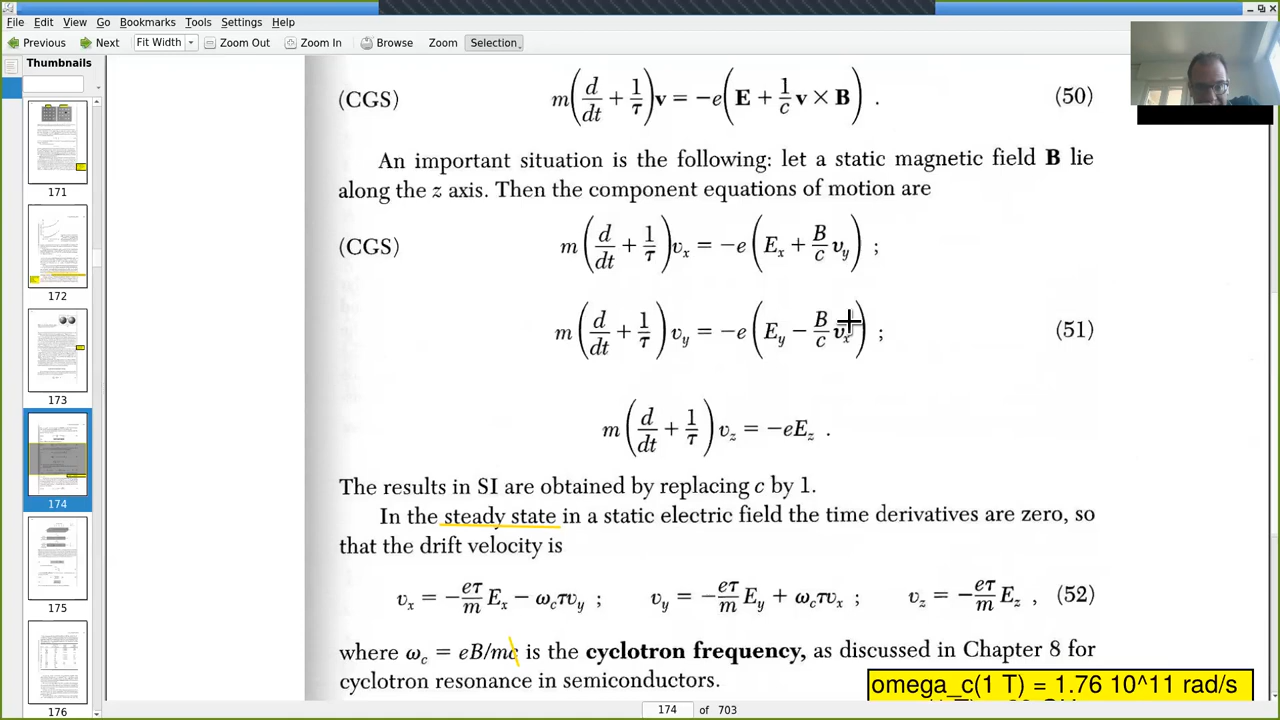 File Edit View Go Bookmarks Tools Settings Help
Previous Next Fit Width Zoom Out Zoom In Browse Zoom Selection
Thumbnails
171
172
173
174
175
176
(CGS) m(d/dt + 1/τ)v = −e(E + 1/c v × B) . (50)
An important situation is the following: let a static magnetic field B lie
along the z axis. Then the component equations of motion are
(CGS) m(d/dt + 1/τ)vₓ = −e(Eₓ + B/c v_y) ;
m(d/dt + 1/τ)v_y = −e(E_y − B/c vₓ) ; (51)
m(d/dt + 1/τ)v_z = −eE_z .
The results in SI are obtained by replacing c by 1.
In the steady state in a static electric field the time derivatives are zero, so
that the drift velocity is
vₓ = −eτ/m Eₓ − ω_cτv_y ; v_y = −eτ/m E_y + ω_cτvₓ ; v_z = −eτ/m E_z , (52)
where ω_c = eB/mc is the cyclotron frequency, as discussed in Chapter 8 for
cyclotron resonance in semiconductors.
omega_c(1 T) = 1.76 10^11 rad/s
174 of 703